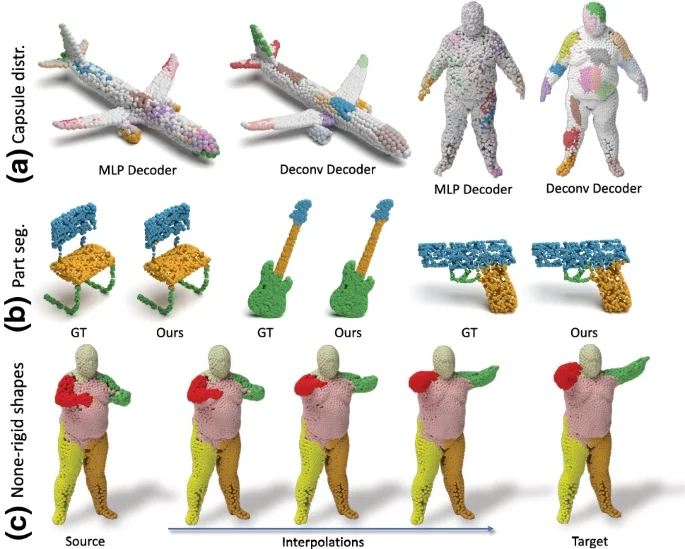 (a) Capsule distr.
MLP Decoder
Deconv Decoder
MLP Decoder
Deconv Decoder
(b) Part seg.
GT
Ours
GT
Ours
GT
Ours
(c) None-rigid shapes
Source
Interpolations
Target